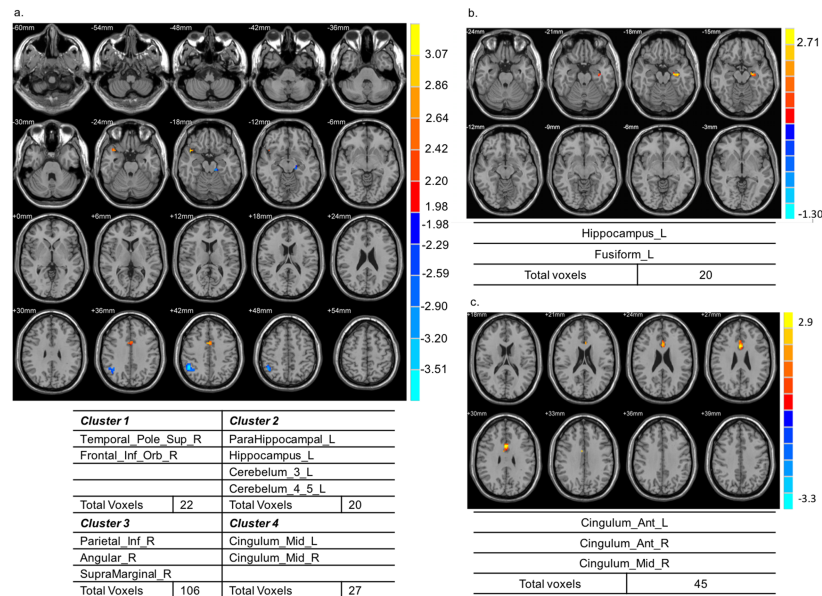 a.
-60mm -54mm -48mm -42mm -36mm
-30mm -24mm -18mm -12mm -6mm
+0mm +6mm +12mm +18mm +24mm
+30mm +36mm +42mm +48mm +54mm
3.07
2.86
2.64
2.42
2.20
1.98
-1.98
-2.29
-2.59
-2.90
-3.20
-3.51
Cluster 1 Cluster 2
Temporal_Pole_Sup_R ParaHippocampal_L
Frontal_Inf_Orb_R Hippocampus_L
Cerebelum_3_L
Cerebelum_4_5_L
Total Voxels 22 Total Voxels 20
Cluster 3 Cluster 4
Parietal_Inf_R Cingulum_Mid_L
Angular_R Cingulum_Mid_R
SupraMarginal_R
Total Voxels 106 Total Voxels 27
b.
-24mm -21mm -18mm -15mm
-12mm -9mm -6mm -3mm
2.71
-1.30
Hippocampus_L
Fusiform_L
Total voxels 20
c.
+18mm +21mm +24mm +27mm
+30mm +33mm +36mm +39mm
2.9
-3.3
Cingulum_Ant_L
Cingulum_Ant_R
Cingulum_Mid_R
Total voxels 45